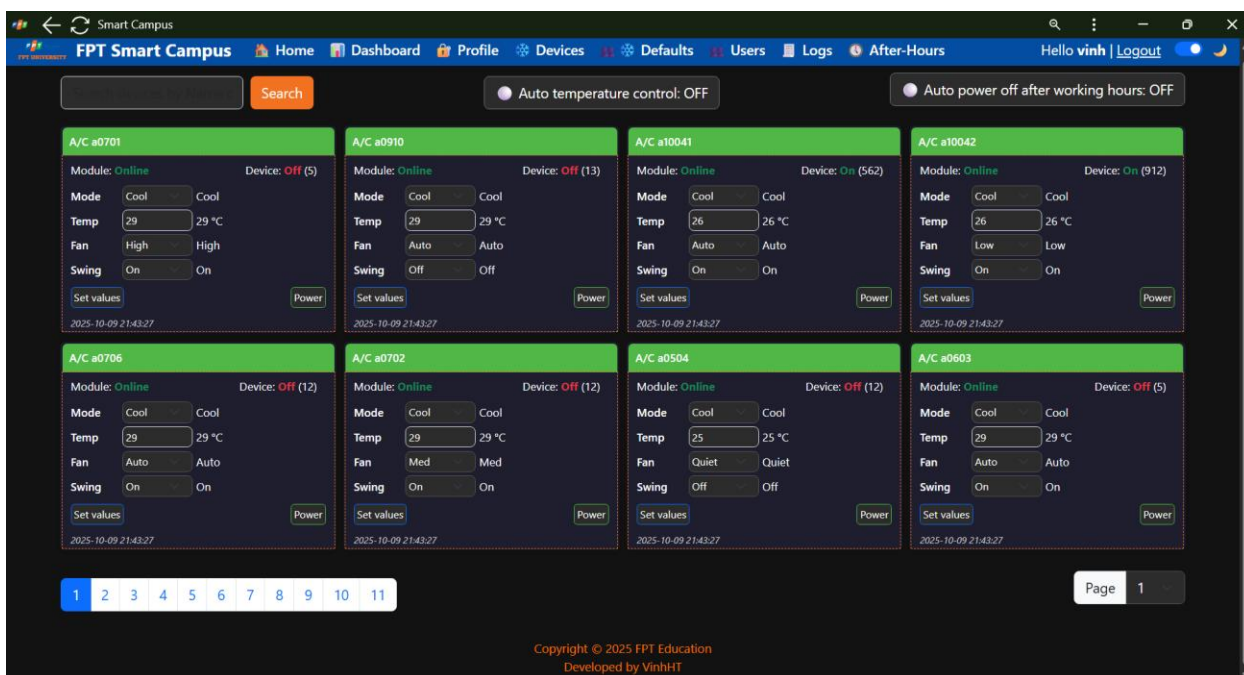 Smart Campus
FPT UNIVERSITY FPT Smart Campus Home Dashboard Profile Devices Defaults Users Logs After-Hours Hello vinh | Logout
Search Auto temperature control: OFF Auto power off after working hours: OFF
A/C a0701 A/C a0910 A/C a10041 A/C a10042
Module: Online Device: Off (5) Module: Online Device: Off (13) Module: Online Device: On (562) Module: Online Device: On (912)
Mode Cool Cool Mode Cool Cool Mode Cool Cool Mode Cool Cool
Temp 29 29 °C Temp 29 29 °C Temp 26 26 °C Temp 26 26 °C
Fan High High Fan Auto Auto Fan Auto Auto Fan Low Low
Swing On On Swing Off Off Swing On On Swing On On
Set values Power Set values Power Set values Power Set values Power
2025-10-09 21:43:27 2025-10-09 21:43:27 2025-10-09 21:43:27 2025-10-09 21:43:27
A/C a0706 A/C a0702 A/C a0504 A/C a0603
Module: Online Device: Off (12) Module: Online Device: Off (12) Module: Online Device: Off (12) Module: Online Device: Off (5)
Mode Cool Cool Mode Cool Cool Mode Cool Cool Mode Cool Cool
Temp 29 29 °C Temp 29 29 °C Temp 25 25 °C Temp 29 29 °C
Fan Auto Auto Fan Med Med Fan Quiet Quiet Fan Auto Auto
Swing On On Swing On On Swing Off Off Swing On On
Set values Power Set values Power Set values Power Set values Power
2025-10-09 21:43:27 2025-10-09 21:43:27 2025-10-09 21:43:27 2025-10-09 21:43:27
1 2 3 4 5 6 7 8 9 10 11 Page 1
Copyright © 2025 FPT Education
Developed by VinhHT